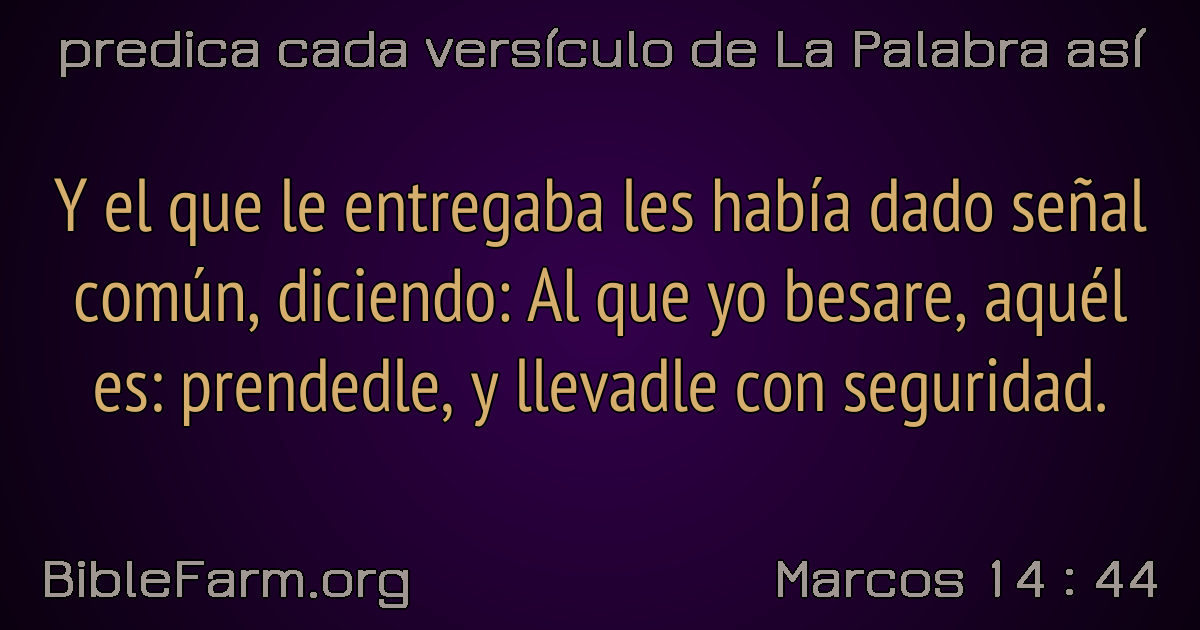 predica cada versículo de La Palabra así
Y el que le entregaba les había dado señal
común, diciendo: Al que yo besare, aquél
es: prendedle, y llevadle con seguridad.
BibleFarm.org
Marcos 14 : 44